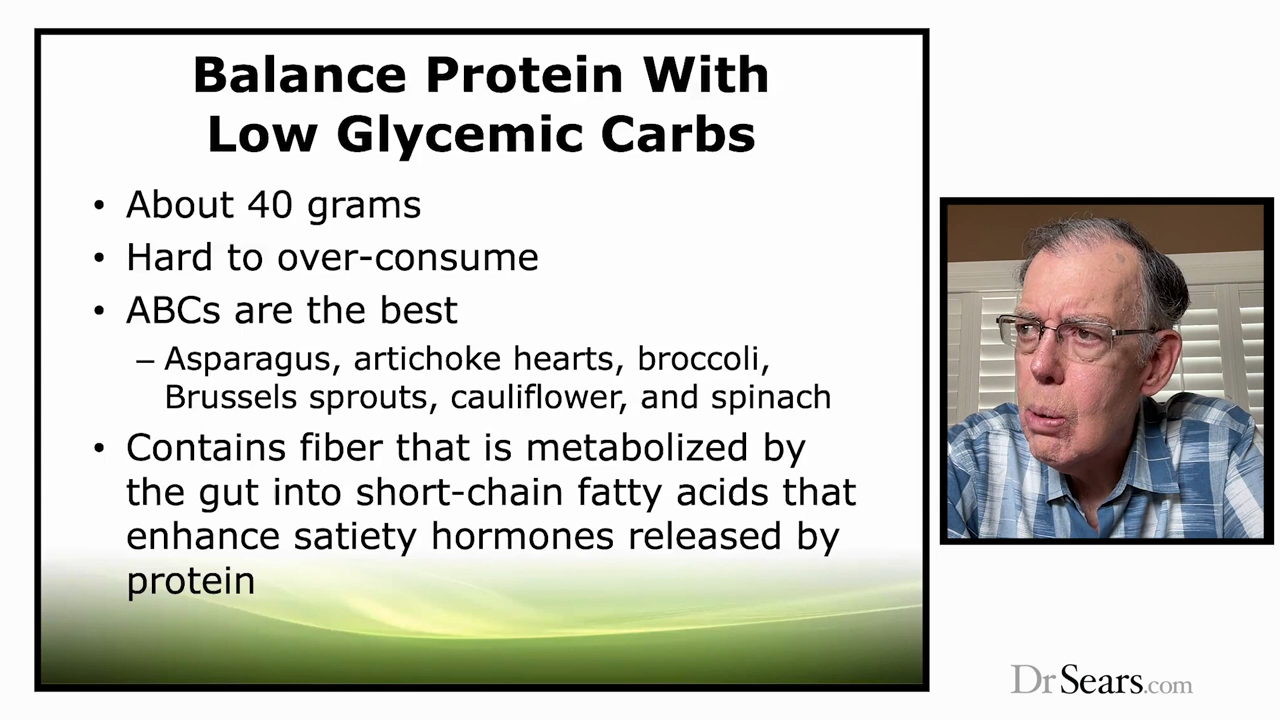 Balance Protein With
Low Glycemic Carbs
• About 40 grams
• Hard to over-consume
• ABCs are the best
– Asparagus, artichoke hearts, broccoli,
Brussels sprouts, cauliflower, and spinach
• Contains fiber that is metabolized by
the gut into short-chain fatty acids that
enhance satiety hormones released by
protein
DrSears.com